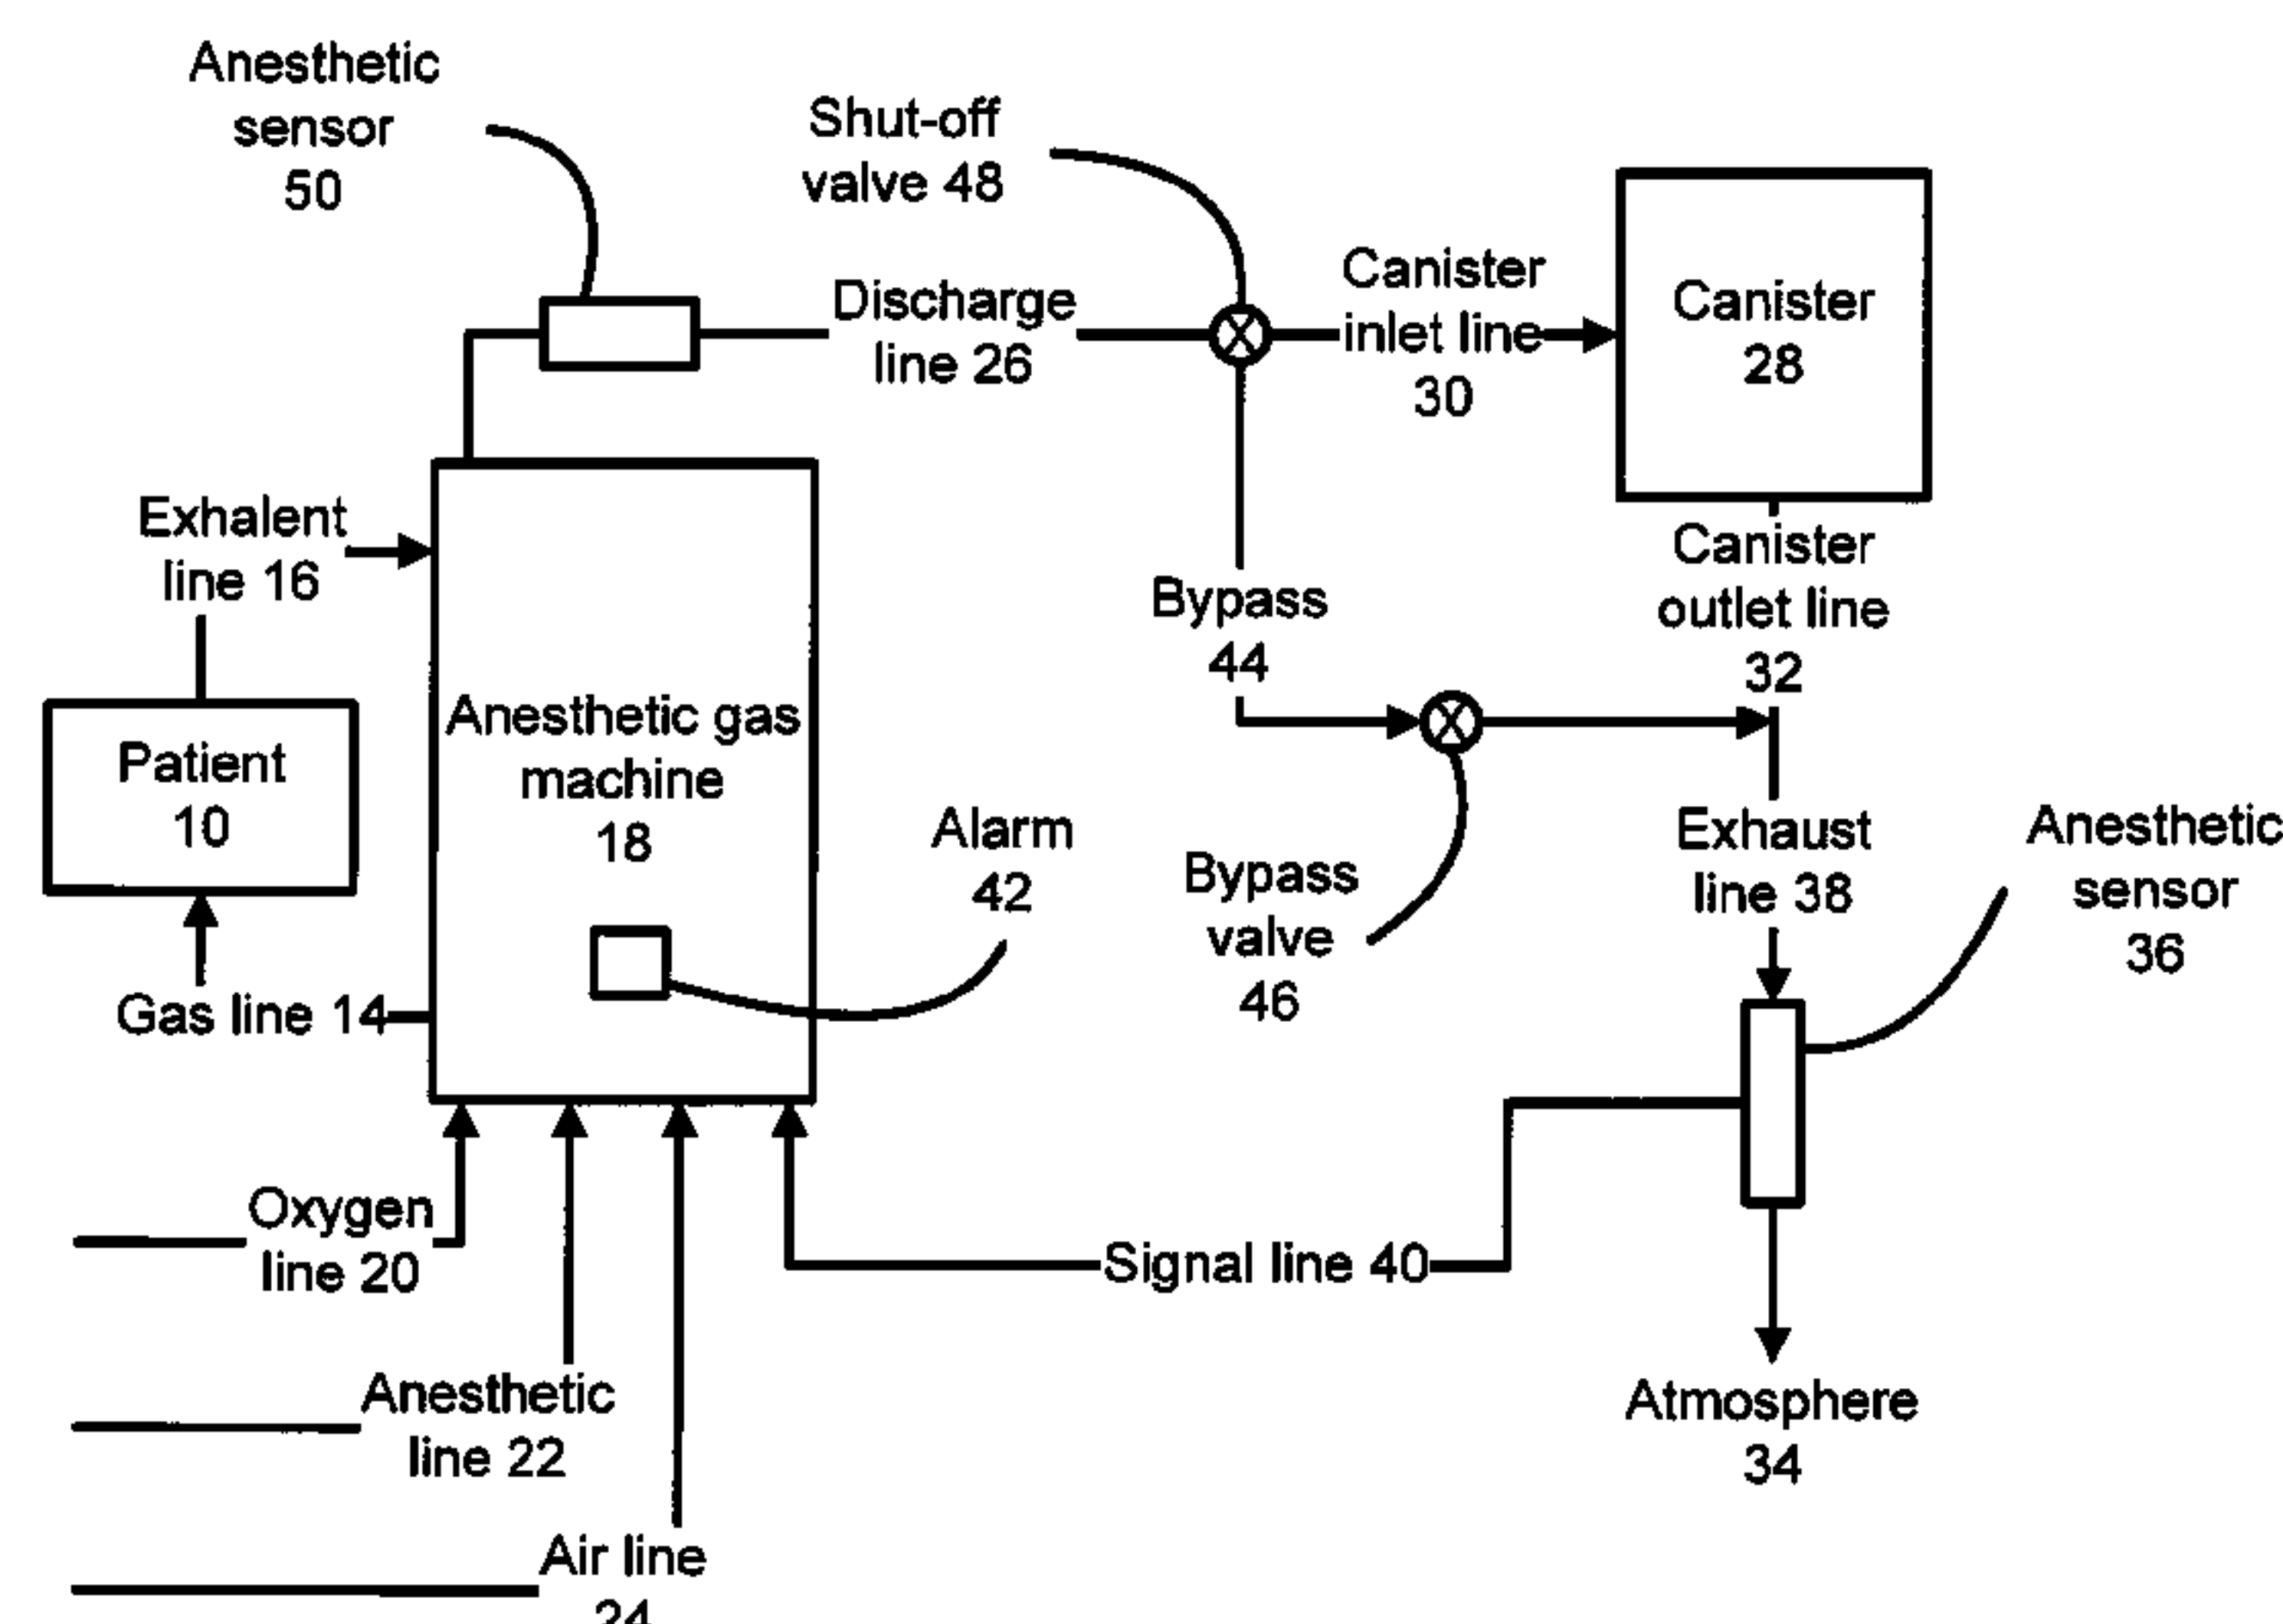 Anesthetic
sensor
50
Shut-off
valve 48
Discharge
line 26
Canister
inlet line
30
Canister
28
Exhalent
line 16
Canister
outlet line
32
Bypass
44
Patient
10
Anesthetic gas
machine
18
Alarm
42
Bypass
valve
46
Exhaust
line 38
Anesthetic
sensor
36
Gas line 14
Oxygen
line 20
Signal line 40
Anesthetic
line 22
Atmosphere
34
Air line
24